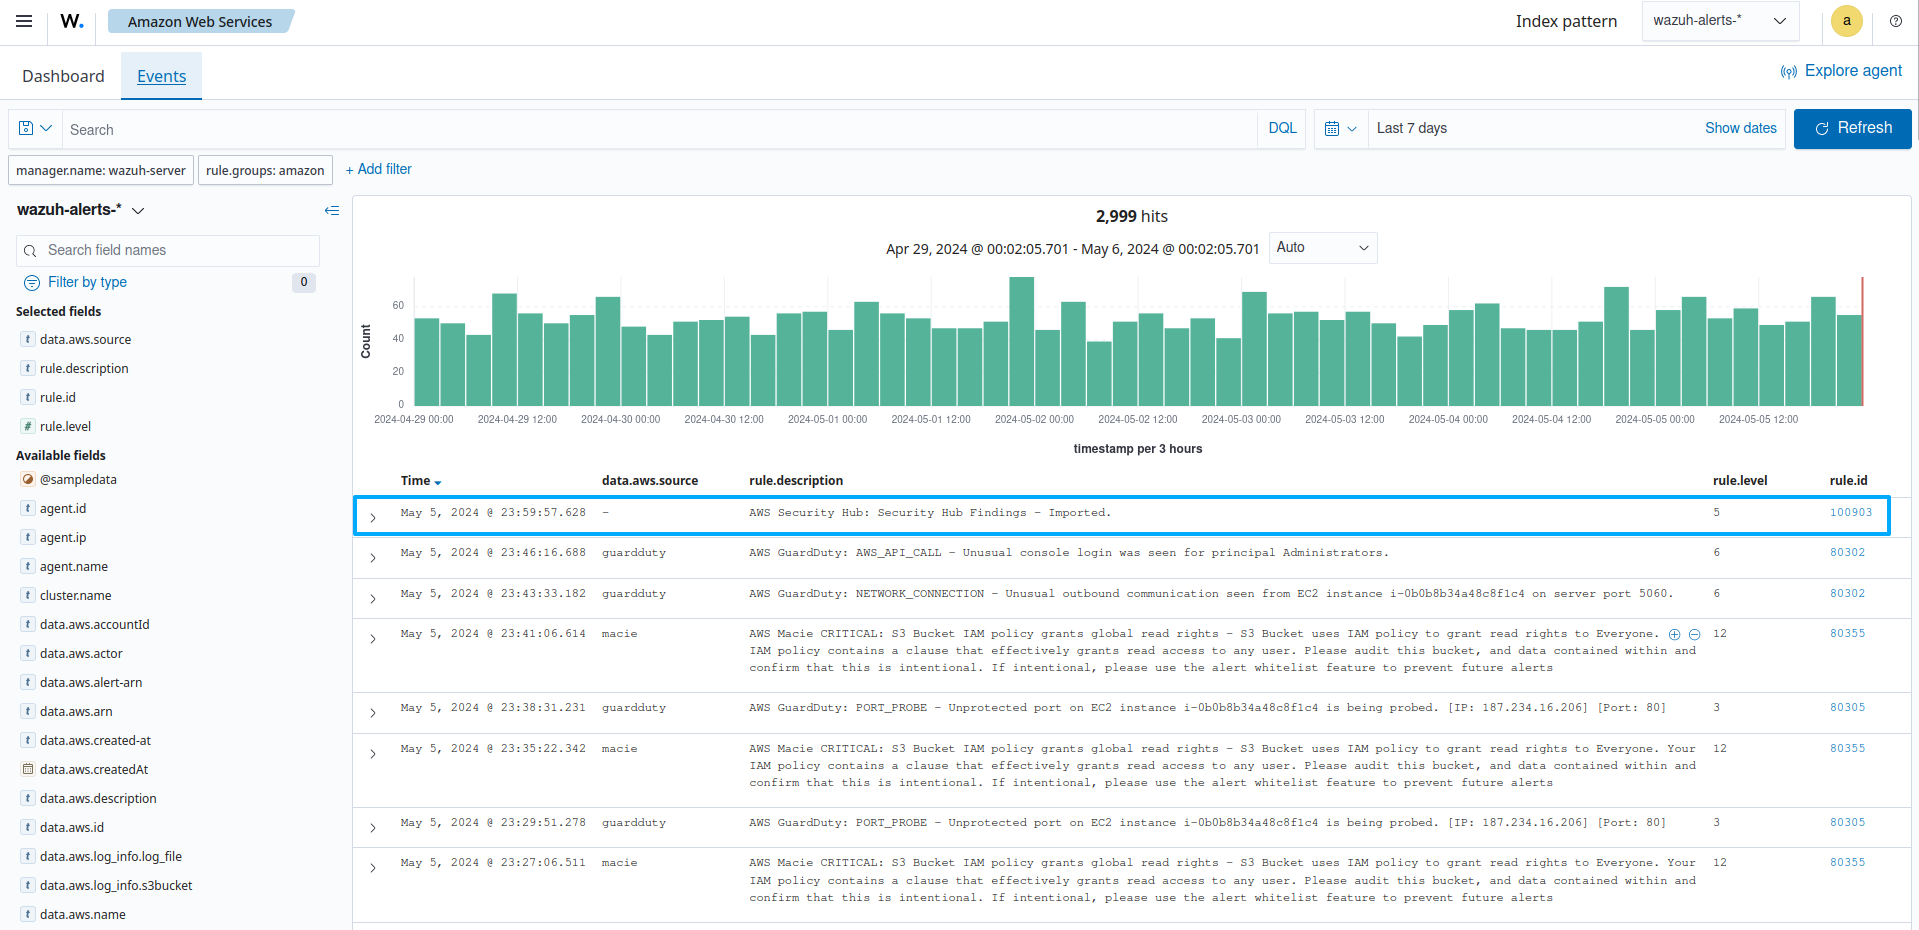 W. Amazon Web Services Index pattern wazuh-alerts-* a
Dashboard Events Explore agent
Search DQL Last 7 days Show dates Refresh
manager.name: wazuh-server rule.groups: amazon + Add filter
wazuh-alerts-*
Search field names
Filter by type 0
Selected fields
t data.aws.source
t rule.description
t rule.id
# rule.level
Available fields
@sampledata
t agent.id
t agent.ip
t agent.name
t cluster.name
t data.aws.accountId
t data.aws.actor
t data.aws.alert-arn
t data.aws.arn
t data.aws.created-at
data.aws.createdAt
t data.aws.description
t data.aws.id
t data.aws.log_info.log_file
t data.aws.log_info.s3bucket
t data.aws.name
2,999 hits
Apr 29, 2024 @ 00:02:05.701 - May 6, 2024 @ 00:02:05.701 Auto
Count
60
40
20
0
2024-04-29 00:00 2024-04-29 12:00 2024-04-30 00:00 2024-04-30 12:00 2024-05-01 00:00 2024-05-01 12:00 2024-05-02 00:00 2024-05-02 12:00 2024-05-03 00:00 2024-05-03 12:00 2024-05-04 00:00 2024-05-04 12:00 2024-05-05 00:00 2024-05-05 12:00
timestamp per 3 hours
Time data.aws.source rule.description rule.level rule.id
May 5, 2024 @ 23:59:57.628 - AWS Security Hub: Security Hub Findings - Imported. 5 100903
May 5, 2024 @ 23:46:16.688 guardduty AWS GuardDuty: AWS_API_CALL - Unusual console login was seen for principal Administrators. 6 80302
May 5, 2024 @ 23:43:33.182 guardduty AWS GuardDuty: NETWORK_CONNECTION - Unusual outbound communication seen from EC2 instance i-0b0b8b34a48c8f1c4 on server port 5060. 6 80302
May 5, 2024 @ 23:41:06.614 macie AWS Macie CRITICAL: S3 Bucket IAM policy grants global read rights - S3 Bucket uses IAM policy to grant read rights to Everyone. 12 80355
IAM policy contains a clause that effectively grants read access to any user. Please audit this bucket, and data contained within and
confirm that this is intentional. If intentional, please use the alert whitelist feature to prevent future alerts
May 5, 2024 @ 23:38:31.231 guardduty AWS GuardDuty: PORT_PROBE - Unprotected port on EC2 instance i-0b0b8b34a48c8f1c4 is being probed. [IP: 187.234.16.206] [Port: 80] 3 80305
May 5, 2024 @ 23:35:22.342 macie AWS Macie CRITICAL: S3 Bucket IAM policy grants global read rights - S3 Bucket uses IAM policy to grant read rights to Everyone. Your 12 80355
IAM policy contains a clause that effectively grants read access to any user. Please audit this bucket, and data contained within and
confirm that this is intentional. If intentional, please use the alert whitelist feature to prevent future alerts
May 5, 2024 @ 23:29:51.278 guardduty AWS GuardDuty: PORT_PROBE - Unprotected port on EC2 instance i-0b0b8b34a48c8f1c4 is being probed. [IP: 187.234.16.206] [Port: 80] 3 80305
May 5, 2024 @ 23:27:06.511 macie AWS Macie CRITICAL: S3 Bucket IAM policy grants global read rights - S3 Bucket uses IAM policy to grant read rights to Everyone. Your 12 80355
IAM policy contains a clause that effectively grants read access to any user. Please audit this bucket, and data contained within and
confirm that this is intentional. If intentional, please use the alert whitelist feature to prevent future alerts